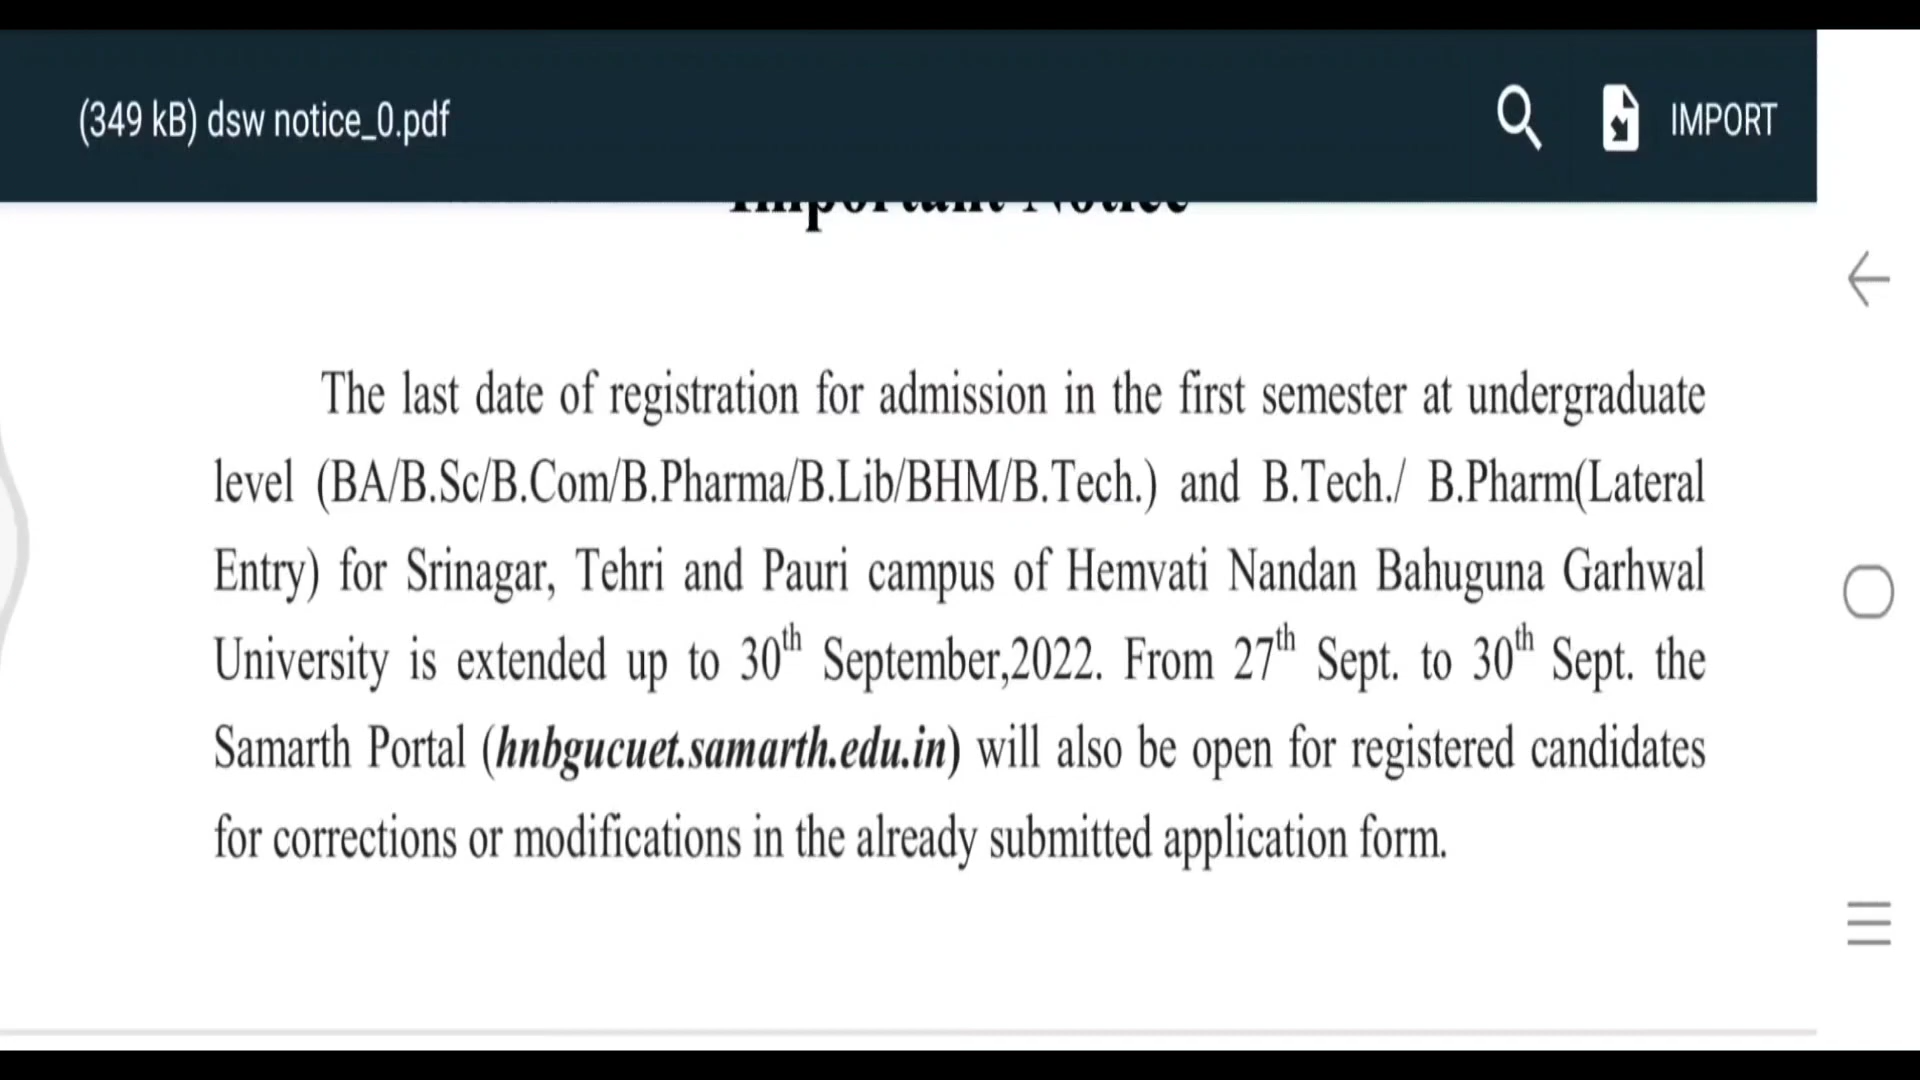 (349 kB) dsw notice_0.pdf
IMPORT
Important Notice
The last date of registration for admission in the first semester at undergraduate
level (BA/B.Sc/B.Com/B.Pharma/B.Lib/BHM/B.Tech.) and B.Tech./ B.Pharm(Lateral
Entry) for Srinagar, Tehri and Pauri campus of Hemvati Nandan Bahuguna Garhwal
University is extended up to 30th September,2022. From 27th Sept. to 30th Sept. the
Samarth Portal (hnbgucuet.samarth.edu.in) will also be open for registered candidates
for corrections or modifications in the already submitted application form.